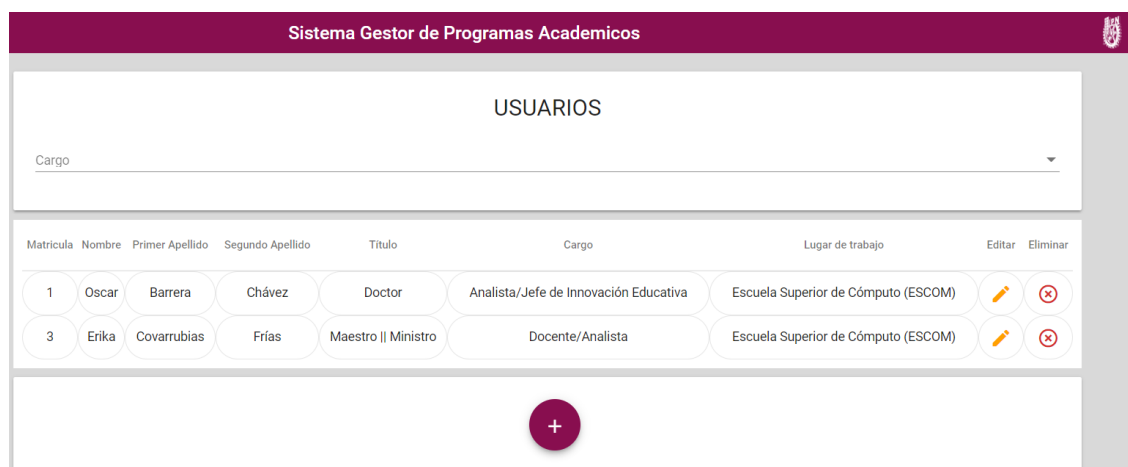 Sistema Gestor de Programas Academicos
USUARIOS
Cargo
Matricula Nombre Primer Apellido Segundo Apellido Título Cargo Lugar de trabajo Editar Eliminar
1 Oscar Barrera Chávez Doctor Analista/Jefe de Innovación Educativa Escuela Superior de Cómputo (ESCOM)
3 Erika Covarrubias Frías Maestro || Ministro Docente/Analista Escuela Superior de Cómputo (ESCOM)
+